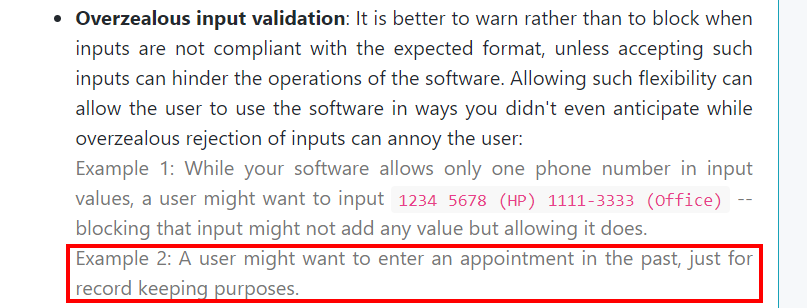 Overzealous input validation: It is better to warn rather than to block when
inputs are not compliant with the expected format, unless accepting such
inputs can hinder the operations of the software. Allowing such flexibility can
allow the user to use the software in ways you didn't even anticipate while
overzealous rejection of inputs can annoy the user:
Example 1: While your software allows only one phone number in input
values, a user might want to input 1234 5678 (HP) 1111-3333 (Office) --
blocking that input might not add any value but allowing it does.
Example 2: A user might want to enter an appointment in the past, just for
record keeping purposes.